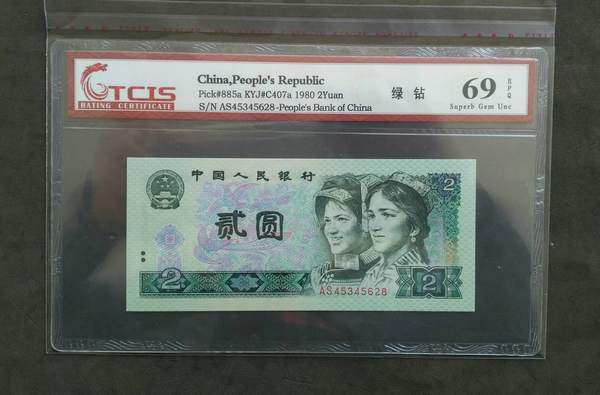 TCIS
RATING CERTIFICATE
China,People's Republic
Pick#885a KYJ#C407a 1980 2Yuan
S/N AS45345628-People's Bank of China
绿钻
69
EPQ
Superb Gem Unc
中国人民银行
2
贰圆
2
2
AS45345628